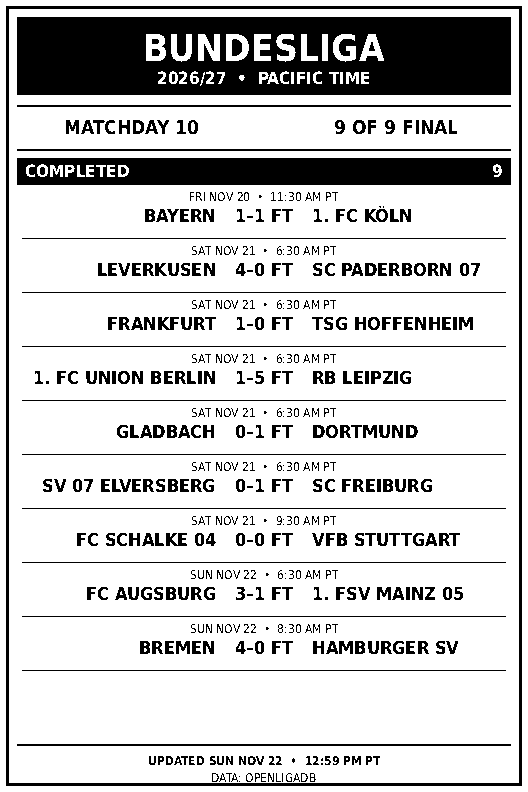 BUNDESLIGA
2026/27 • PACIFIC TIME
MATCHDAY 10 9 OF 9 FINAL
COMPLETED 9
FRI NOV 20 • 11:30 AM PT
BAYERN 1–1 FT 1. FC KÖLN
SAT NOV 21 • 6:30 AM PT
LEVERKUSEN 4–0 FT SC PADERBORN 07
SAT NOV 21 • 6:30 AM PT
FRANKFURT 1–0 FT TSG HOFFENHEIM
SAT NOV 21 • 6:30 AM PT
1. FC UNION BERLIN 1–5 FT RB LEIPZIG
SAT NOV 21 • 6:30 AM PT
GLADBACH 0–1 FT DORTMUND
SAT NOV 21 • 6:30 AM PT
SV 07 ELVERSBERG 0–1 FT SC FREIBURG
SAT NOV 21 • 9:30 AM PT
FC SCHALKE 04 0–0 FT VFB STUTTGART
SUN NOV 22 • 6:30 AM PT
FC AUGSBURG 3–1 FT 1. FSV MAINZ 05
SUN NOV 22 • 8:30 AM PT
BREMEN 4–0 FT HAMBURGER SV
UPDATED SUN NOV 22 • 12:59 PM PT
DATA: OPENLIGADB